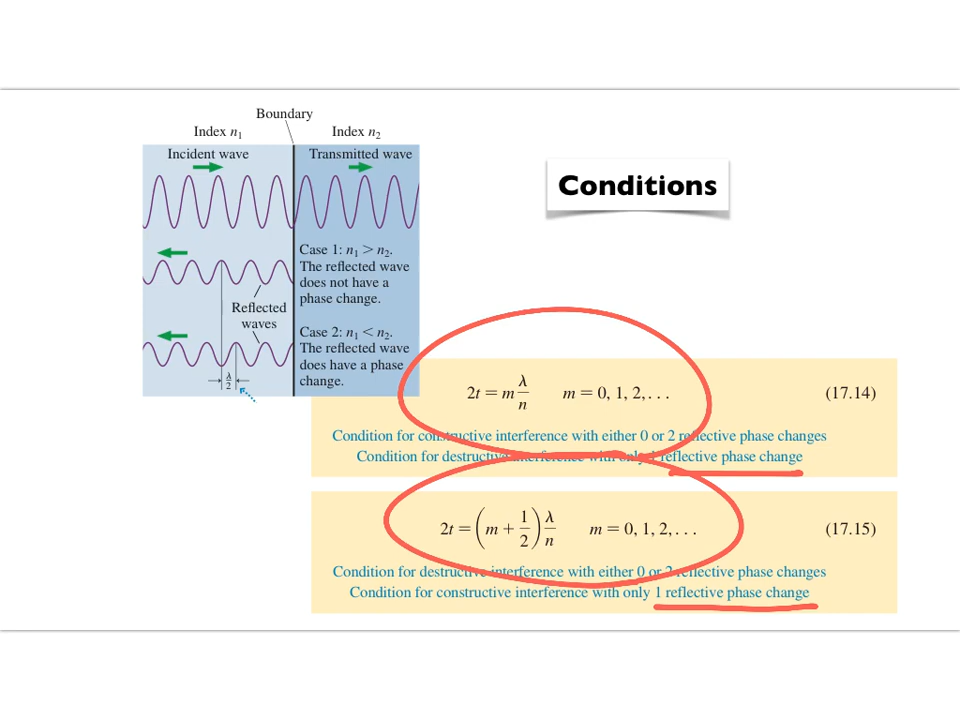 Boundary
Index n₁ Index n₂
Incident wave Transmitted wave
Conditions
Case 1: n₁ > n₂.
The reflected wave
does not have a
phase change.
Reflected
waves
Case 2: n₁ < n₂.
The reflected wave
does have a phase
change.
λ/2
2t = m λ/n m = 0, 1, 2, . . . (17.14)
Condition for constructive interference with either 0 or 2 reflective phase changes
Condition for destructive interference with only 1 reflective phase change
2t = (m + 1/2) λ/n m = 0, 1, 2, . . . (17.15)
Condition for destructive interference with either 0 or 2 reflective phase changes
Condition for constructive interference with only 1 reflective phase change